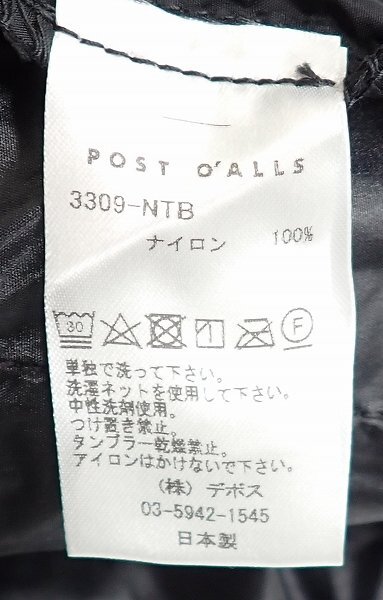 POST O'ALLS
3309-NTB
ナイロン 100%
30 F
単独で洗って下さい。
洗濯ネットを使用して下さい。
中性洗剤使用。
つけ置き禁止。
タンブラー乾燥禁止。
アイロンはかけないで下さい。
(株) デポス
03-5942-1545
日本製